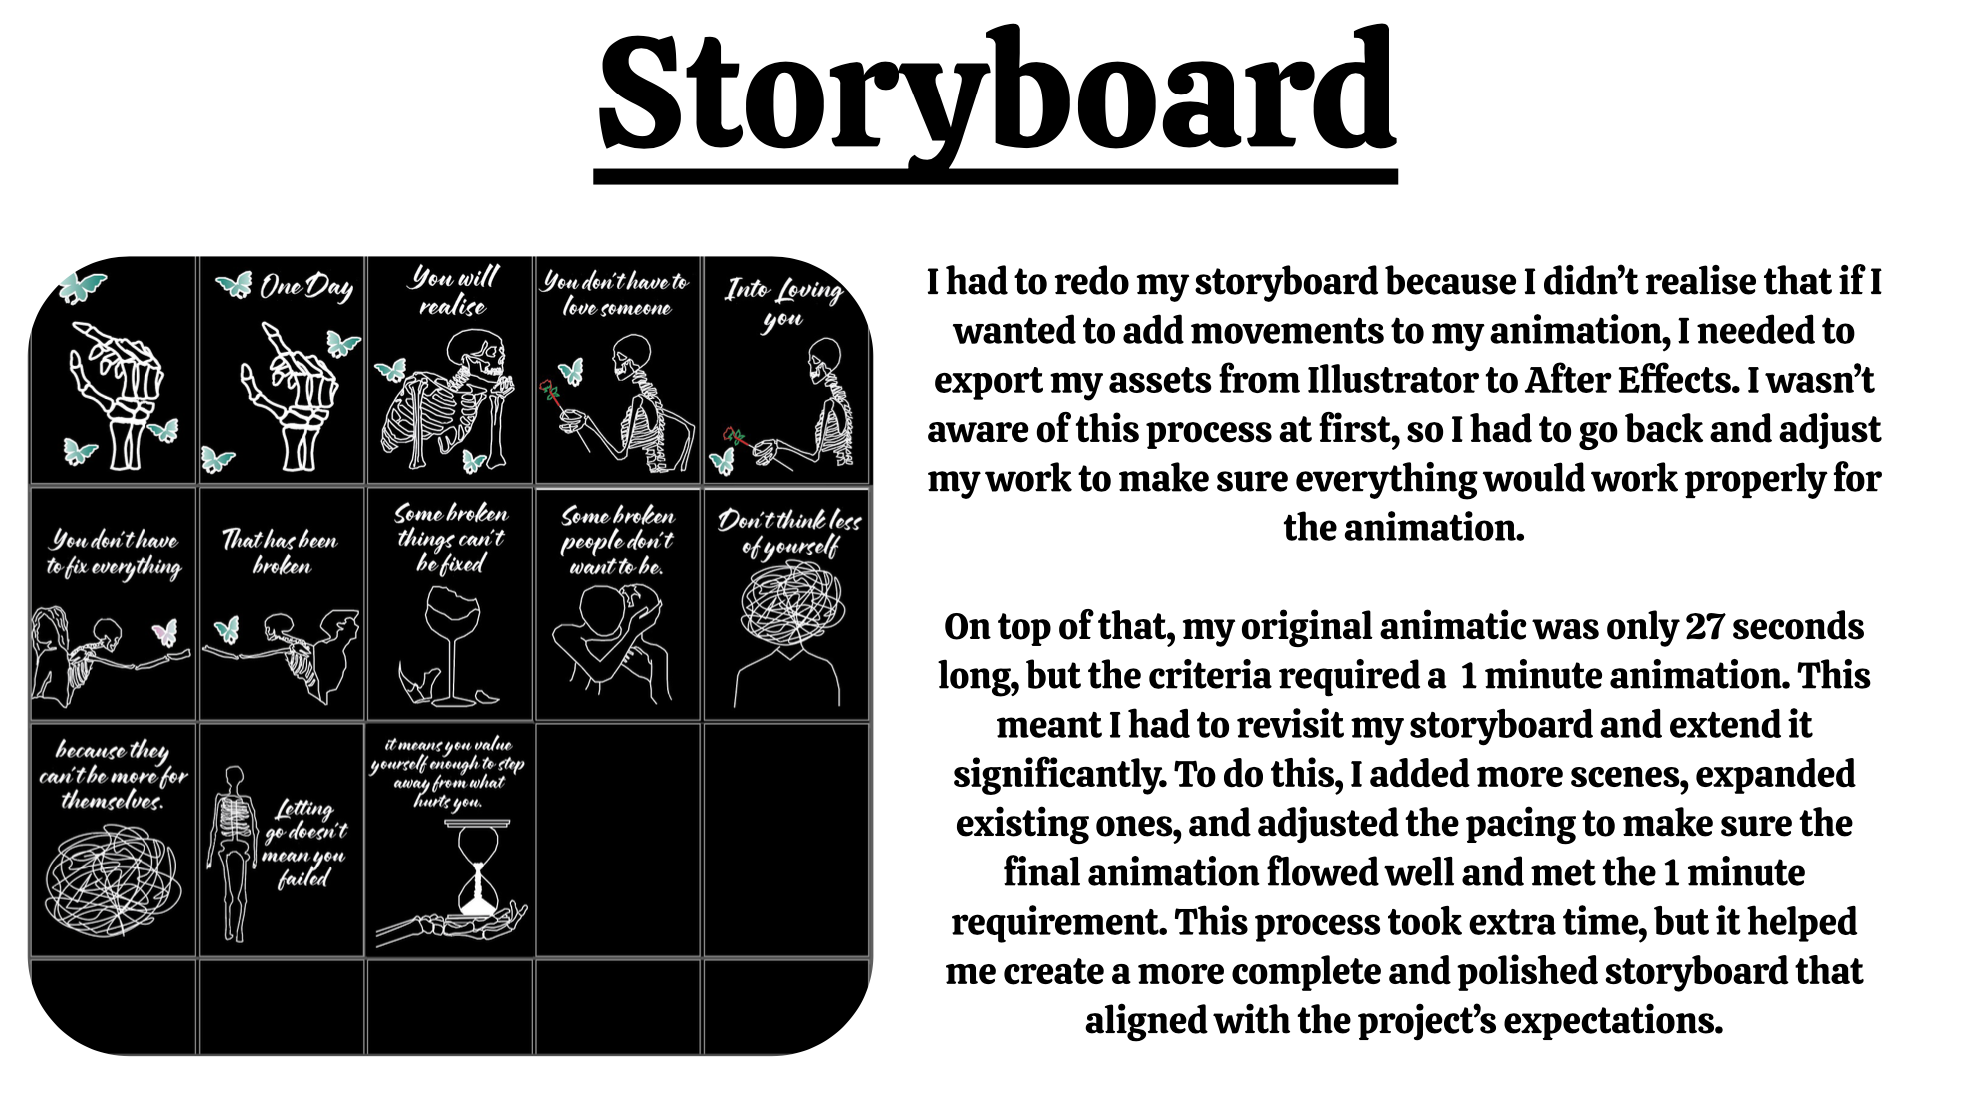 Storyboard
One Day
You will
realise
You don't have to
love someone
Into Loving
you
You don't have
to fix everything
That has been
broken
Some broken
things can't
be fixed
Some broken
people don't
want to be.
Don't think less
of yourself
because they
can't be more for
themselves.
Letting
go doesn't
mean you
failed
it means you value
yourself enough to step
away from what
hurts you.
I had to redo my storyboard because I didn’t realise that if I
wanted to add movements to my animation, I needed to
export my assets from Illustrator to After Effects. I wasn’t
aware of this process at first, so I had to go back and adjust
my work to make sure everything would work properly for
the animation.
On top of that, my original animatic was only 27 seconds
long, but the criteria required a  1 minute animation. This
meant I had to revisit my storyboard and extend it
significantly. To do this, I added more scenes, expanded
existing ones, and adjusted the pacing to make sure the
final animation flowed well and met the 1 minute
requirement. This process took extra time, but it helped
me create a more complete and polished storyboard that
aligned with the project’s expectations.